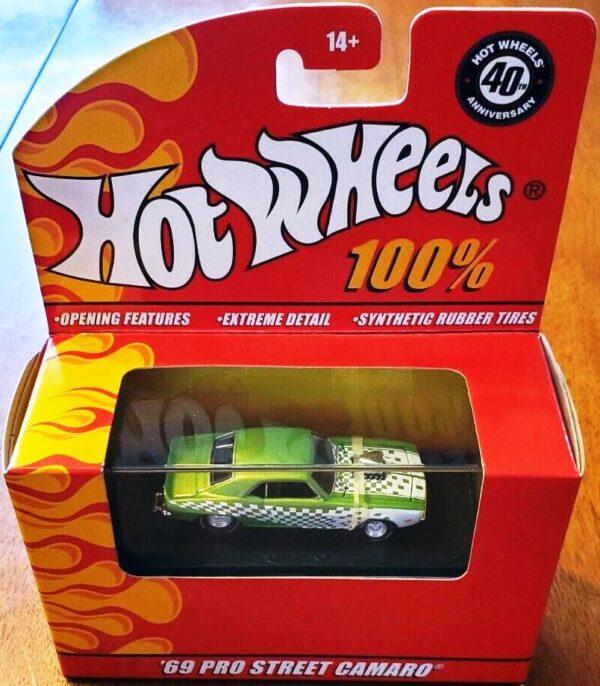 14+
HOT WHEELS
40TH
ANNIVERSARY
Hot Wheels®
100%
•OPENING FEATURES •EXTREME DETAIL •SYNTHETIC RUBBER TIRES
'69 PRO STREET CAMARO®